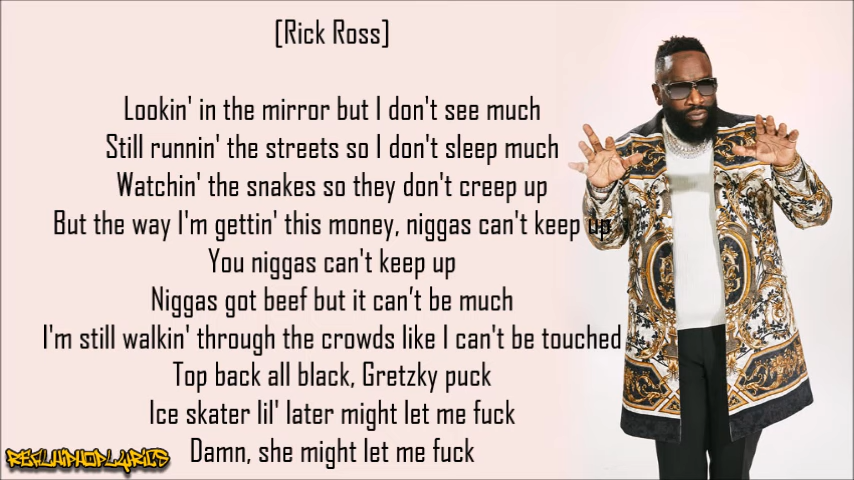 [Rick Ross]
Lookin' in the mirror but I don't see much
Still runnin' the streets so I don't sleep much
Watchin' the snakes so they don't creep up
But the way I'm gettin' this money, niggas can't keep up
You niggas can't keep up
Niggas got beef but it can’t be much
I'm still walkin' through the crowds like I can't be touched
Top back all black, Gretzky puck
Ice skater lil' later might let me fuck
Damn, she might let me fuck
REALHIPHOPLYRICS